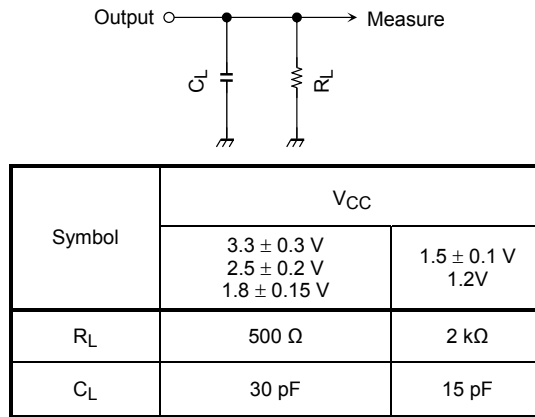 Output
Measure
CL
RL
Symbol
VCC
3.3 ± 0.3 V
2.5 ± 0.2 V
1.8 ± 0.15 V
1.5 ± 0.1 V
1.2V
RL
500 Ω
2 kΩ
CL
30 pF
15 pF